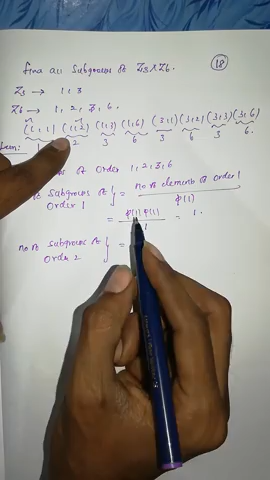 Find all subgroups of Z3 x Z6.
18
Z3 → 1, 3
Z6 → 1, 2, 3, 6.
(1,1) (1,2) (1,3) (1,6) (3,1) (3,2) (3,3) (3,6)
1 2 3 6 3 6 3 6.
of Order 1, 2, 3, 6
Subgroups of Order 1 } = no of elements of order 1 / φ(1)
= φ(1) φ(1) / 1 = 1.
no of subgroups of Order 2 } =